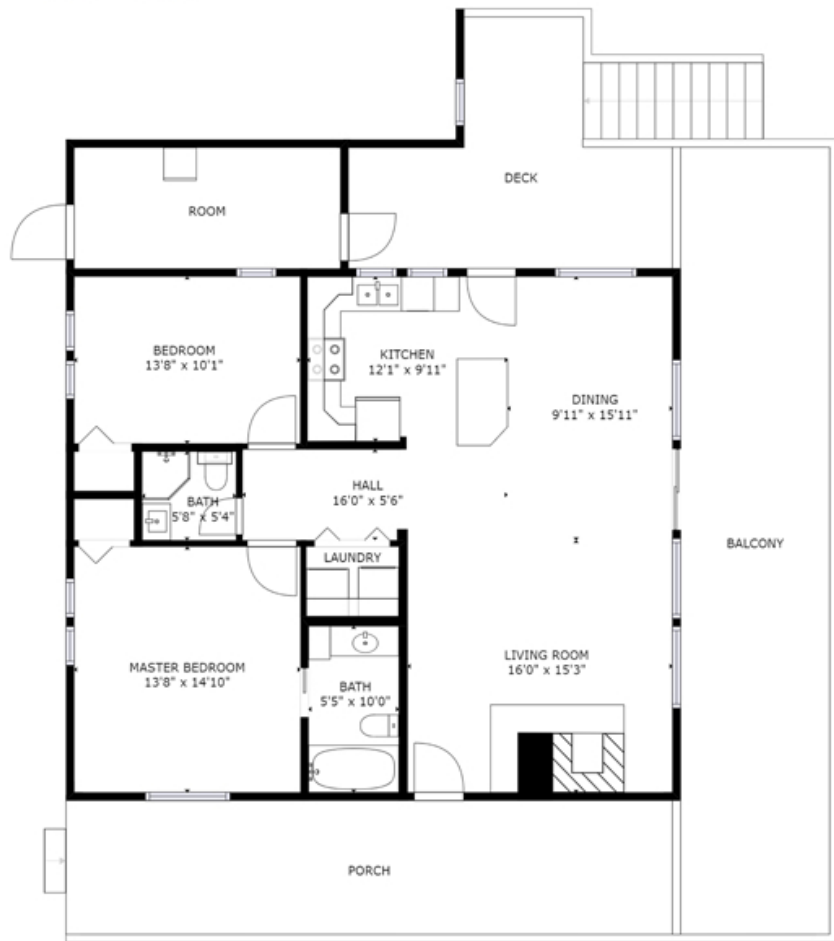 DECK
ROOM
BEDROOM
13'8" x 10'1"
KITCHEN
12'1" x 9'11"
DINING
9'11" x 15'11"
HALL
16'0" x 5'6"
BATH
5'8" x 5'4"
BALCONY
LAUNDRY
LIVING ROOM
16'0" x 15'3"
MASTER BEDROOM
13'8" x 14'10"
BATH
5'5" x 10'0"
PORCH